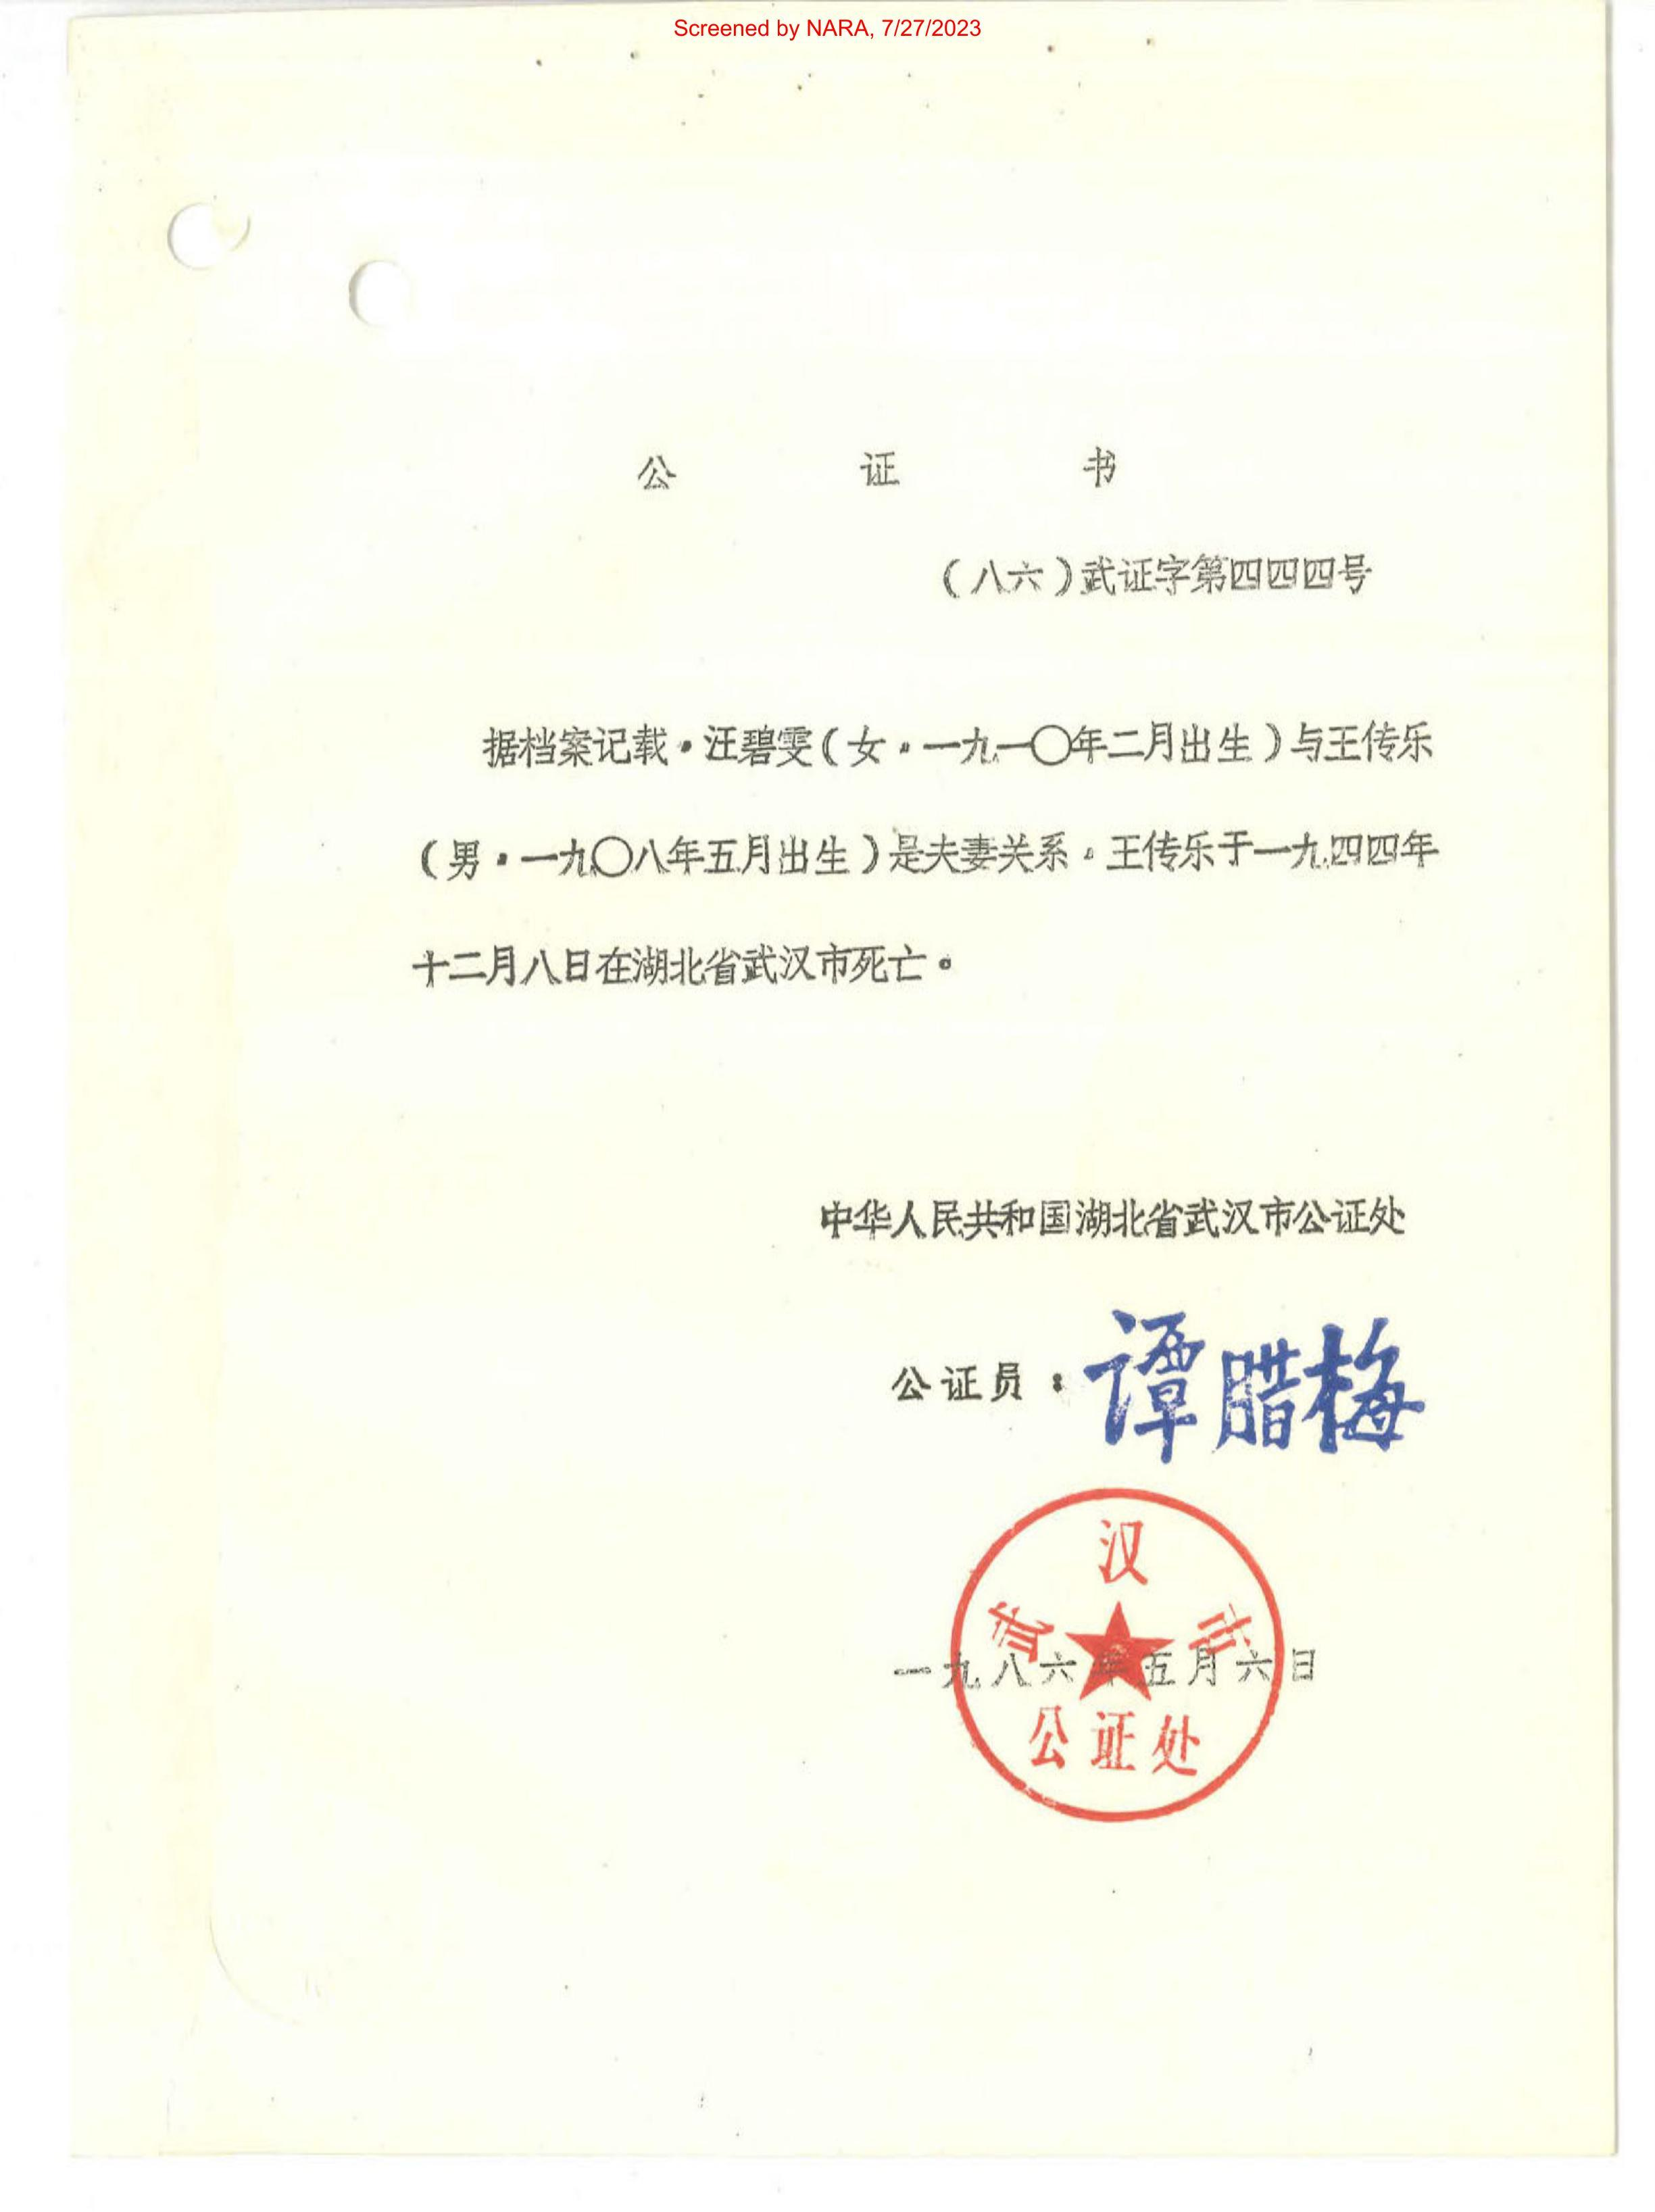 Screened by NARA, 7/27/2023
公 证 书
（八六）武证字第四四四号
据档案记载，汪碧雯（女，一九一〇年二月出生）与王传乐
（男，一九〇八年五月出生）是夫妻关系。王传乐于一九四四年
十二月八日在湖北省武汉市死亡。
中华人民共和国湖北省武汉市公证处
公证员：谭腊梅
一九八六年五月六日
武汉市
公证处